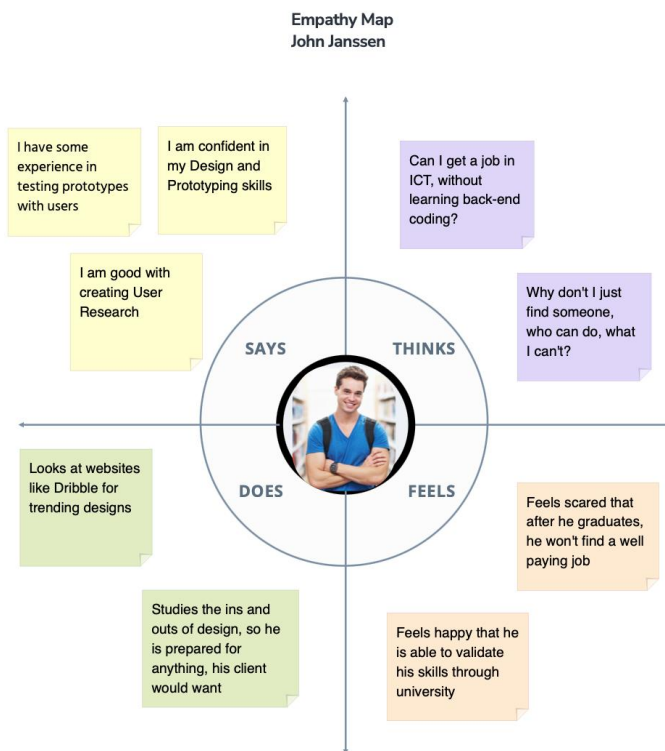 Empathy Map
John Janssen
I have some
experience in
testing prototypes
with users
I am confident in
my Design and
Prototyping skills
I am good with
creating User
Research
Can I get a job in
ICT, without
learning back-end
coding?
Why don't I just
find someone,
who can do, what
I can't?
SAYS
THINKS
DOES
FEELS
Looks at websites
like Dribble for
trending designs
Studies the ins and
outs of design, so he
is prepared for
anything, his client
would want
Feels scared that
after he graduates,
he won't find a well
paying job
Feels happy that he
is able to validate
his skills through
university